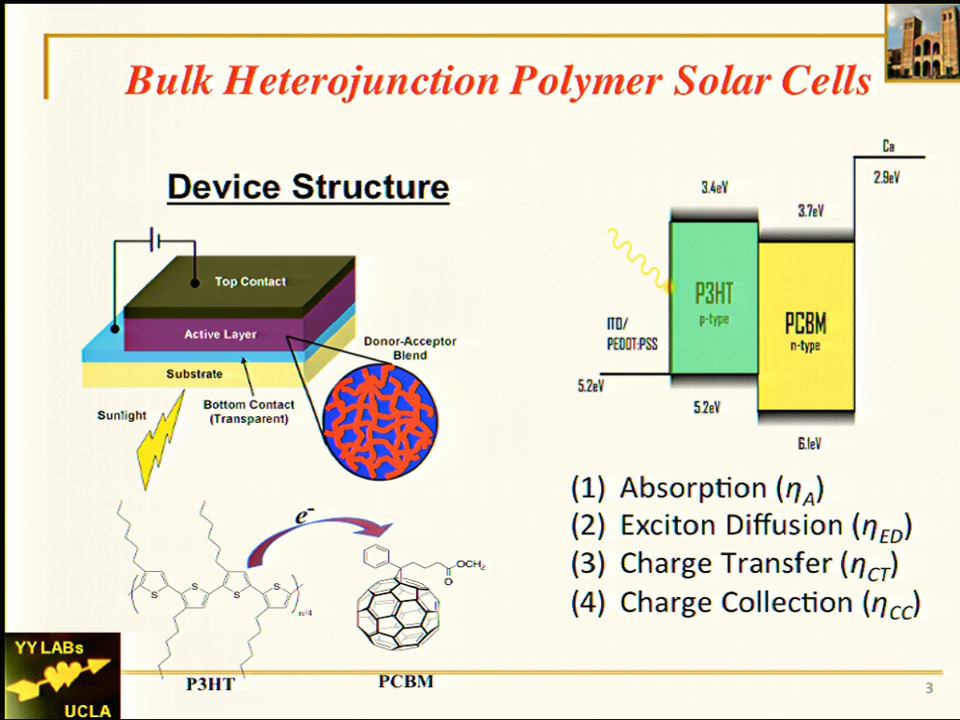 Bulk Heterojunction Polymer Solar Cells
Device Structure
Top Contact
Active Layer
Substrate
Sunlight
Bottom Contact
(Transparent)
Donor-Acceptor
Blend
Ca
2.9eV
3.4eV
3.7eV
P3HT
p-type
PCBM
n-type
ITO/
PEDOT:PSS
5.2eV
5.2eV
6.1eV
(1) Absorption (ηA)
(2) Exciton Diffusion (ηED)
(3) Charge Transfer (ηCT)
(4) Charge Collection (ηCC)
e-
S
S
S
S
n/4
P3HT
OCH2
O
PCBM
YY LABs
UCLA
3